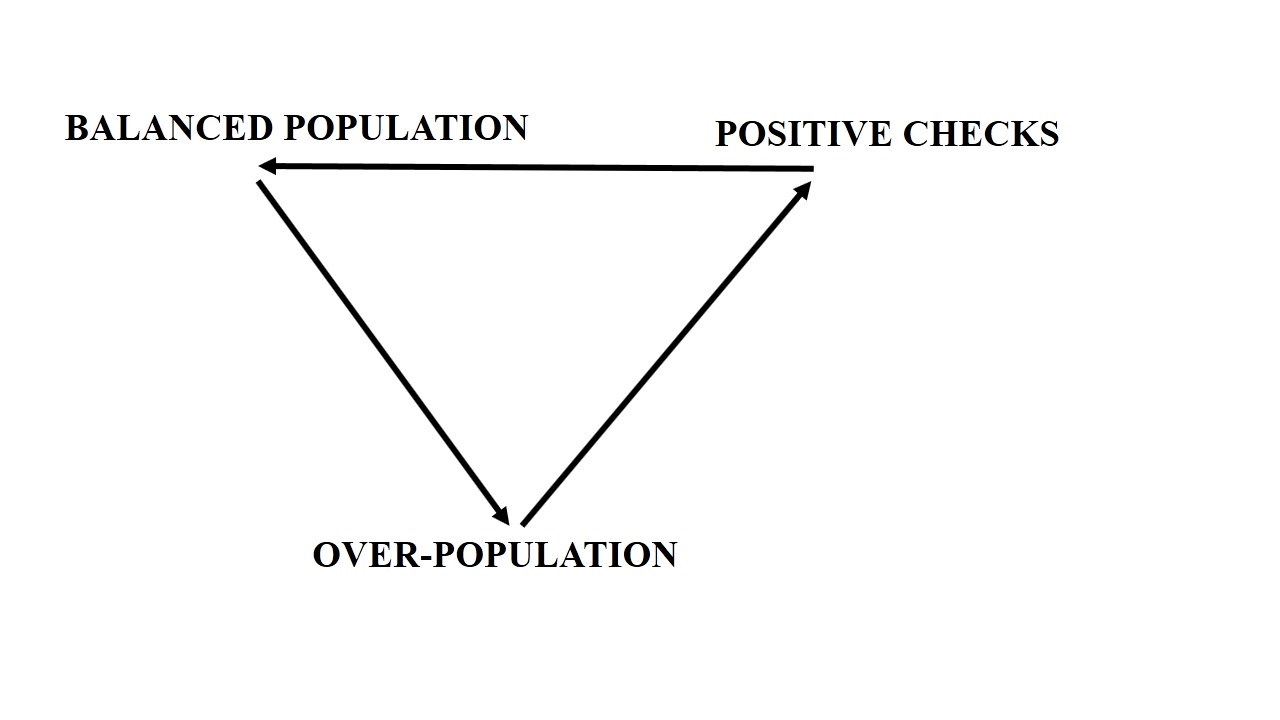 BALANCED POPULATION
POSITIVE CHECKS
OVER-POPULATION